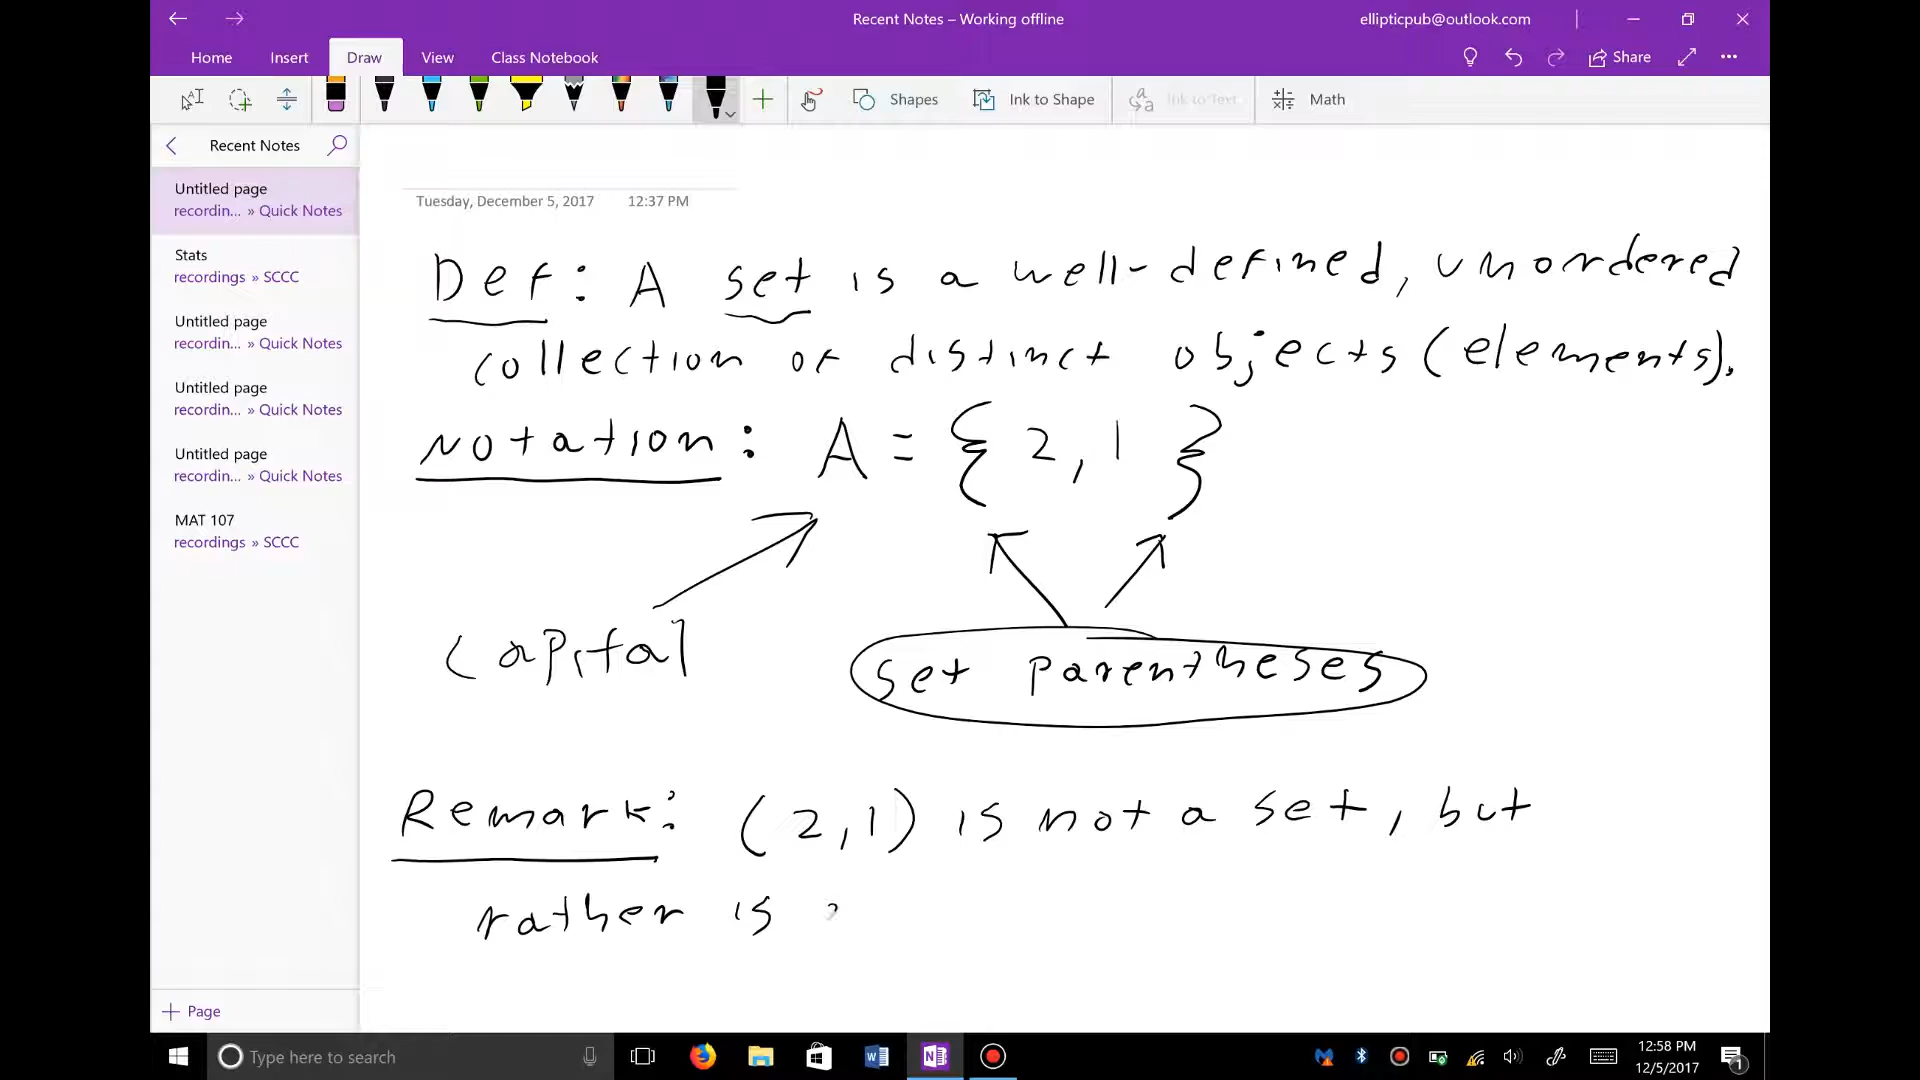 Recent Notes – Working offline
ellipticpub@outlook.com
Home Insert Draw View Class Notebook
Share
Shapes Ink to Shape Ink to Text Math
Recent Notes
Untitled page
recordin... » Quick Notes
Stats
recordings » SCCC
Untitled page
recordin... » Quick Notes
Untitled page
recordin... » Quick Notes
Untitled page
recordin... » Quick Notes
MAT 107
recordings » SCCC
Page
Tuesday, December 5, 2017 12:37 PM
Def: A set is a well-defined, unordered
collection of distinct objects (elements).
Notation: A = { 2, 1 }
Capital
set parentheses
Remark: (2,1) is not a set, but
rather is
Type here to search
12:58 PM
12/5/2017
1